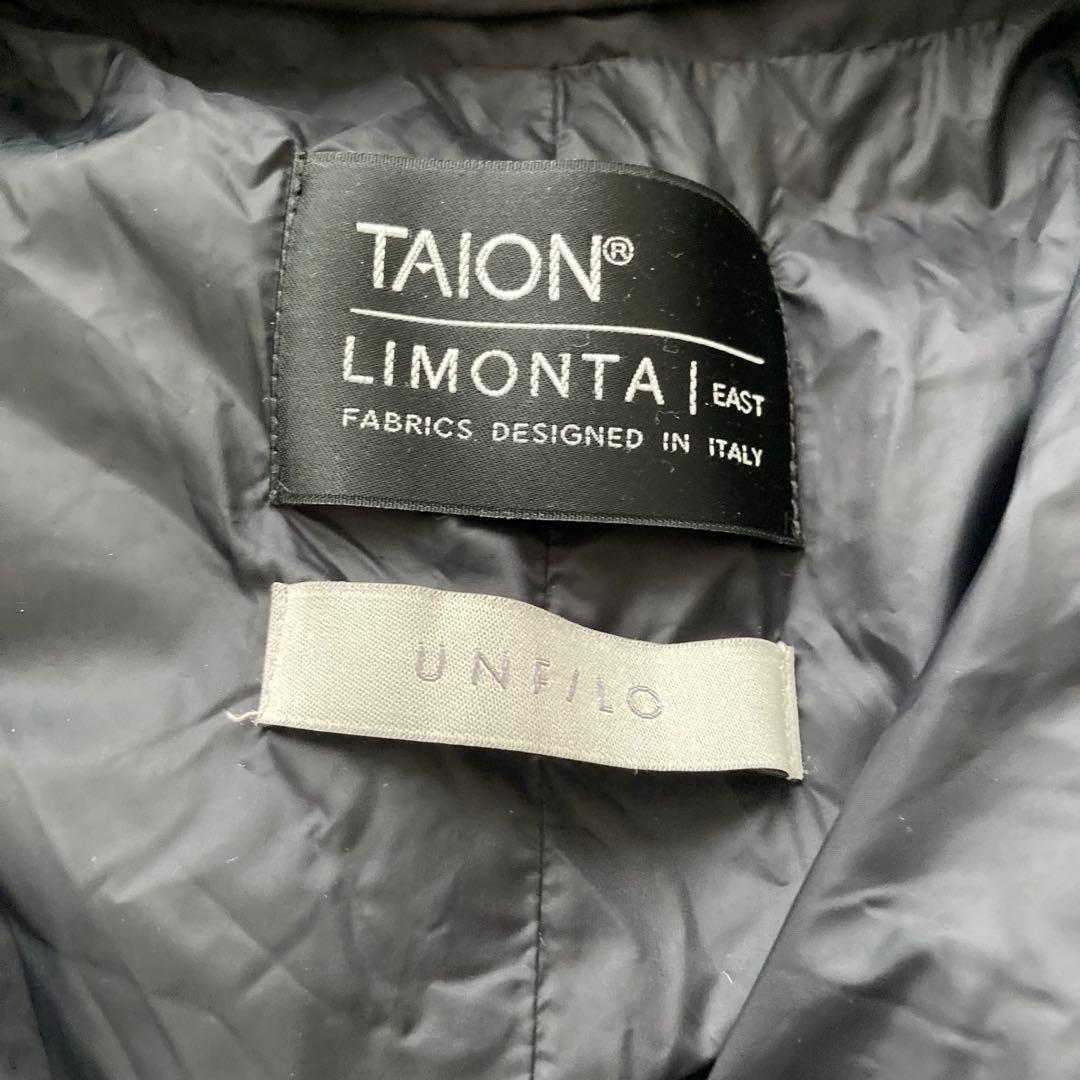 TAION®
LIMONTA | EAST
FABRICS DESIGNED IN ITALY
UNFILO